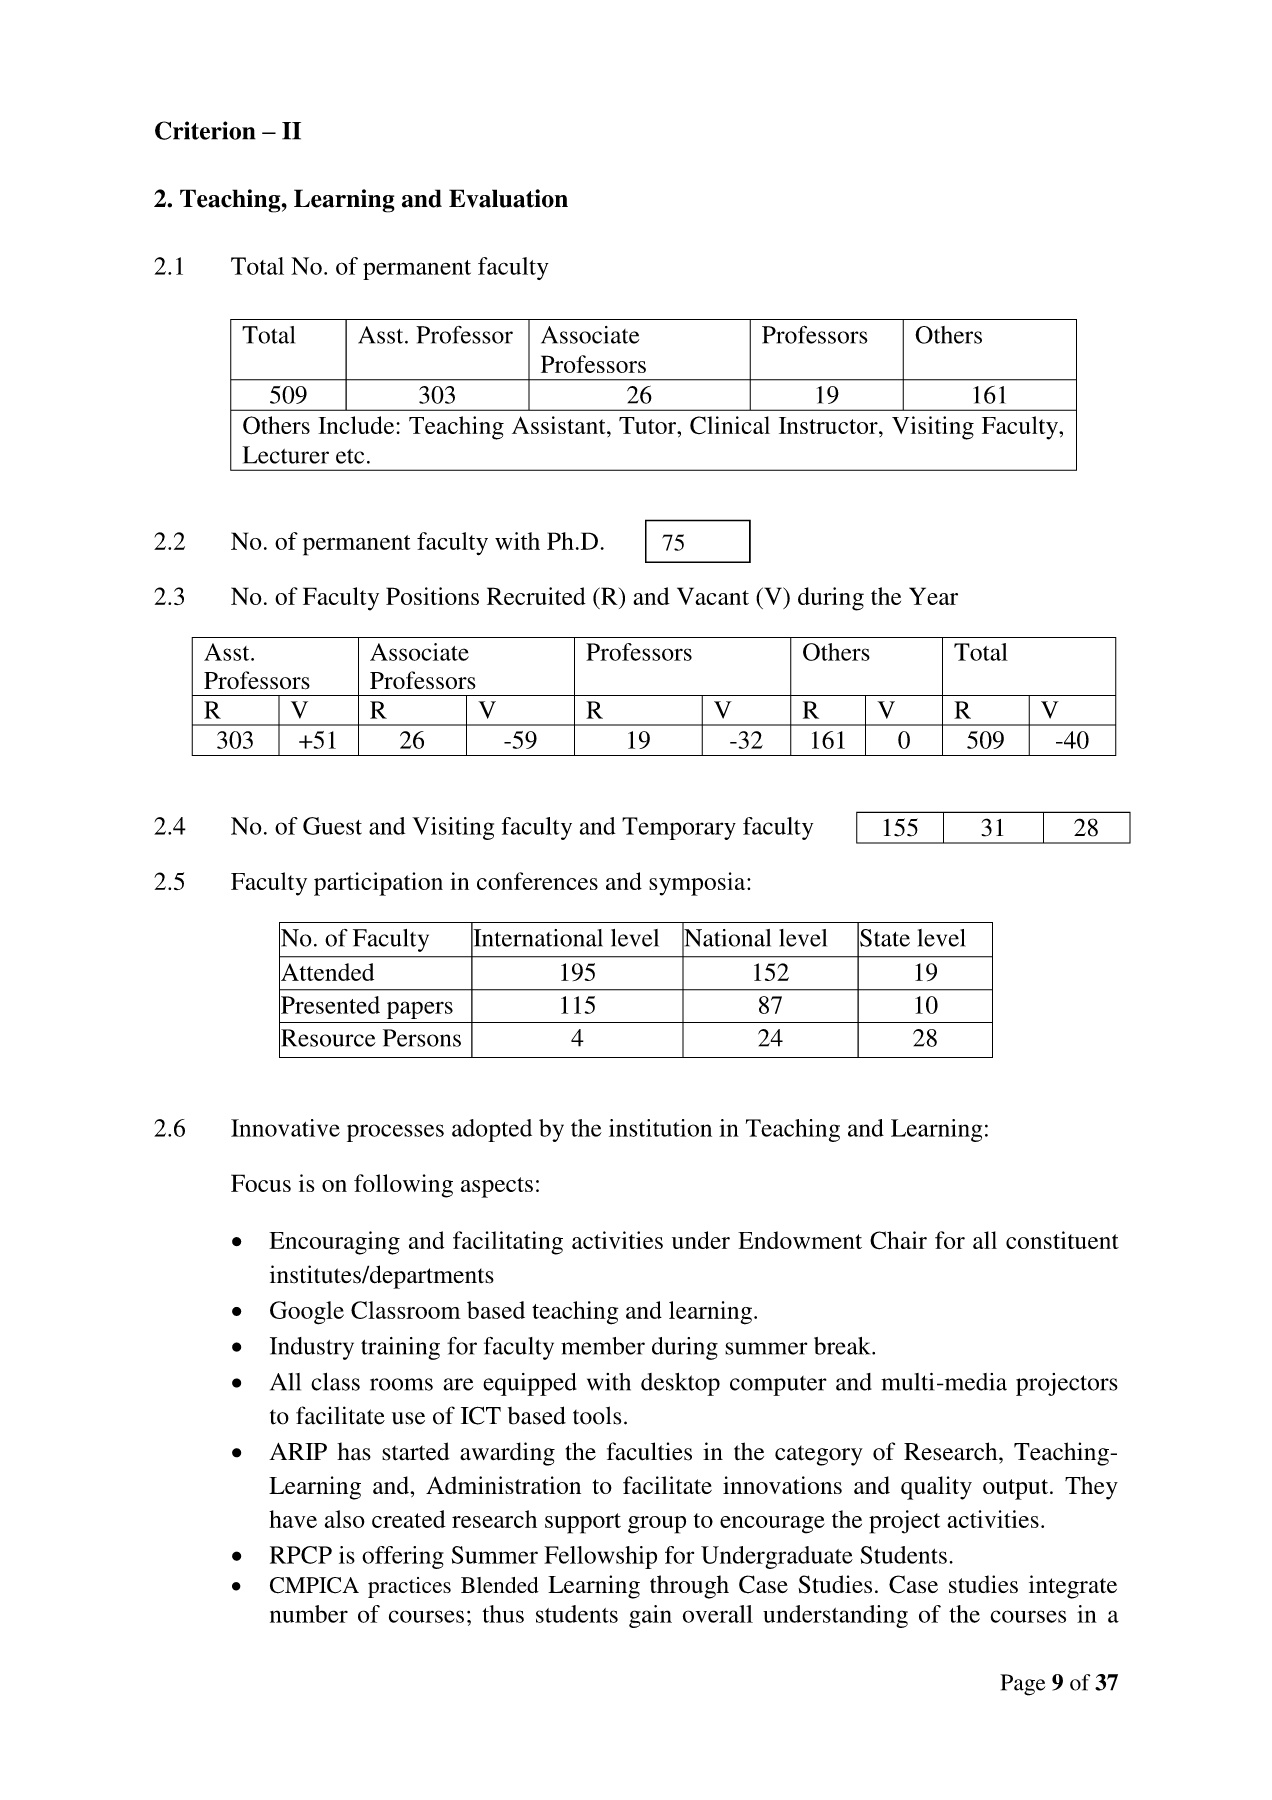 Criterion – II
2. Teaching, Learning and Evaluation
2.1 Total No. of permanent faculty
Total Asst. Professor Associate Professors Professors Others
509 303 26 19 161
Others Include: Teaching Assistant, Tutor, Clinical Instructor, Visiting Faculty,
Lecturer etc.
2.2 No. of permanent faculty with Ph.D. 75
2.3 No. of Faculty Positions Recruited (R) and Vacant (V) during the Year
Asst. Professors Associate Professors Professors Others Total
R V R V R V R V R V
303 +51 26 -59 19 -32 161 0 509 -40
2.4 No. of Guest and Visiting faculty and Temporary faculty 155 31 28
2.5 Faculty participation in conferences and symposia:
No. of Faculty International level National level State level
Attended 195 152 19
Presented papers 115 87 10
Resource Persons 4 24 28
2.6 Innovative processes adopted by the institution in Teaching and Learning:
Focus is on following aspects:
• Encouraging and facilitating activities under Endowment Chair for all constituent
institutes/departments
• Google Classroom based teaching and learning.
• Industry training for faculty member during summer break.
• All class rooms are equipped with desktop computer and multi-media projectors
to facilitate use of ICT based tools.
• ARIP has started awarding the faculties in the category of Research, Teaching-
Learning and, Administration to facilitate innovations and quality output. They
have also created research support group to encourage the project activities.
• RPCP is offering Summer Fellowship for Undergraduate Students.
• CMPICA practices Blended Learning through Case Studies. Case studies integrate
number of courses; thus students gain overall understanding of the courses in a
Page 9 of 37